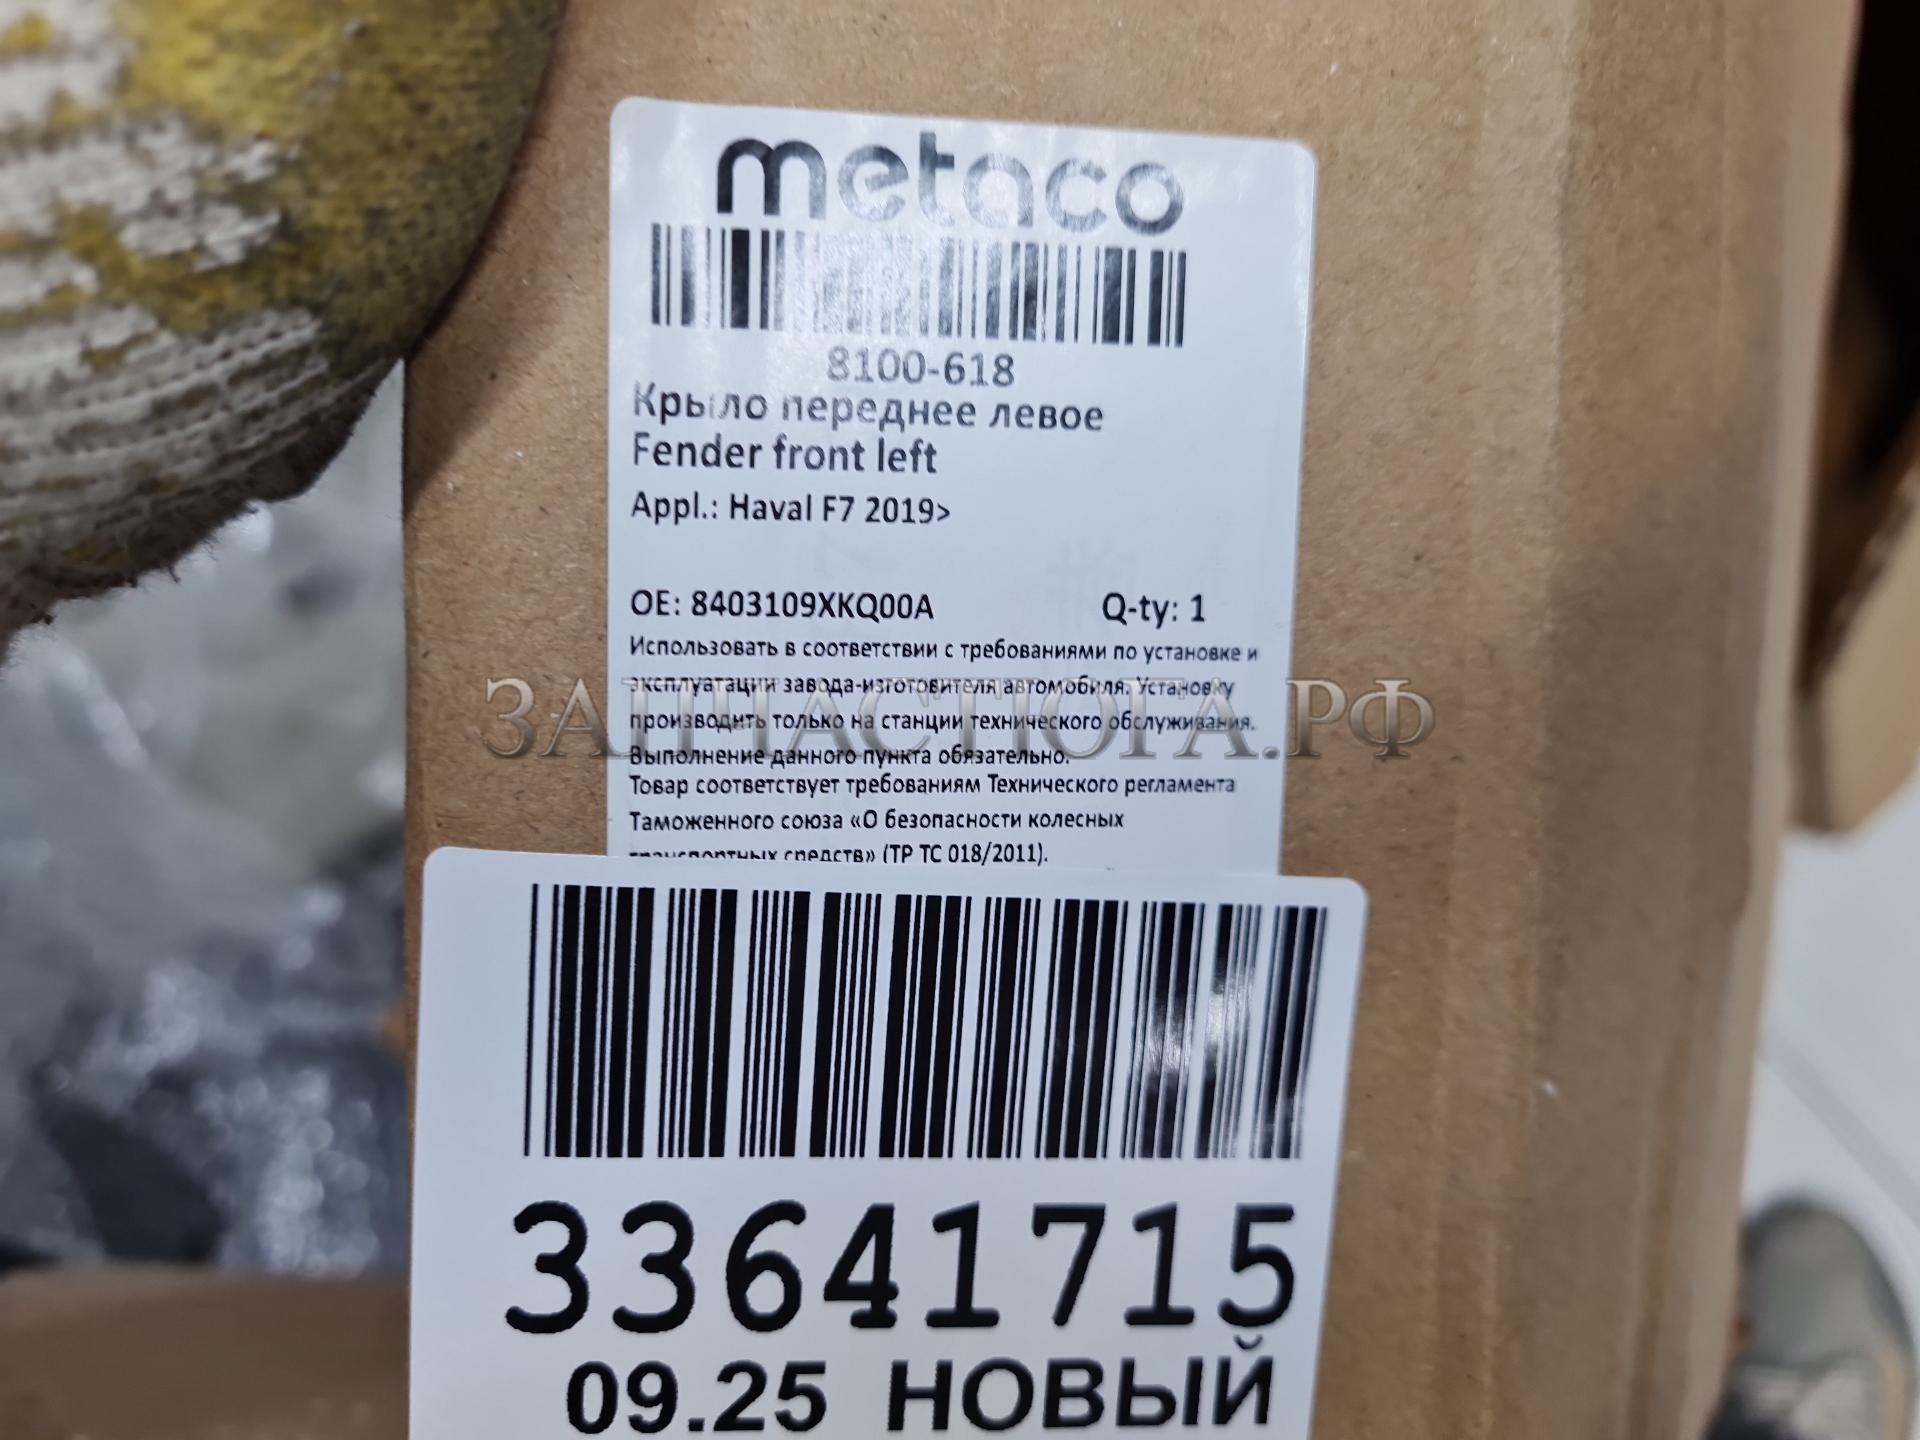 metaco
8100-618
Крыло переднее левое
Fender front left
Appl.: Haval F7 2019>
OE: 8403109XKQ00A Q-ty: 1
Использовать в соответствии с требованиями по установке и
эксплуатации завода-изготовителя автомобиля. Установку
ЗАПЧАСТЮГА.РФ
производить только на станции технического обслуживания.
Выполнение данного пункта обязательно.
Товар соответствует требованиям Технического регламента
Таможенного союза «О безопасности колесных
транспортных средств» (ТР ТС 018/2011).
33641715
09.25 НОВЫЙ